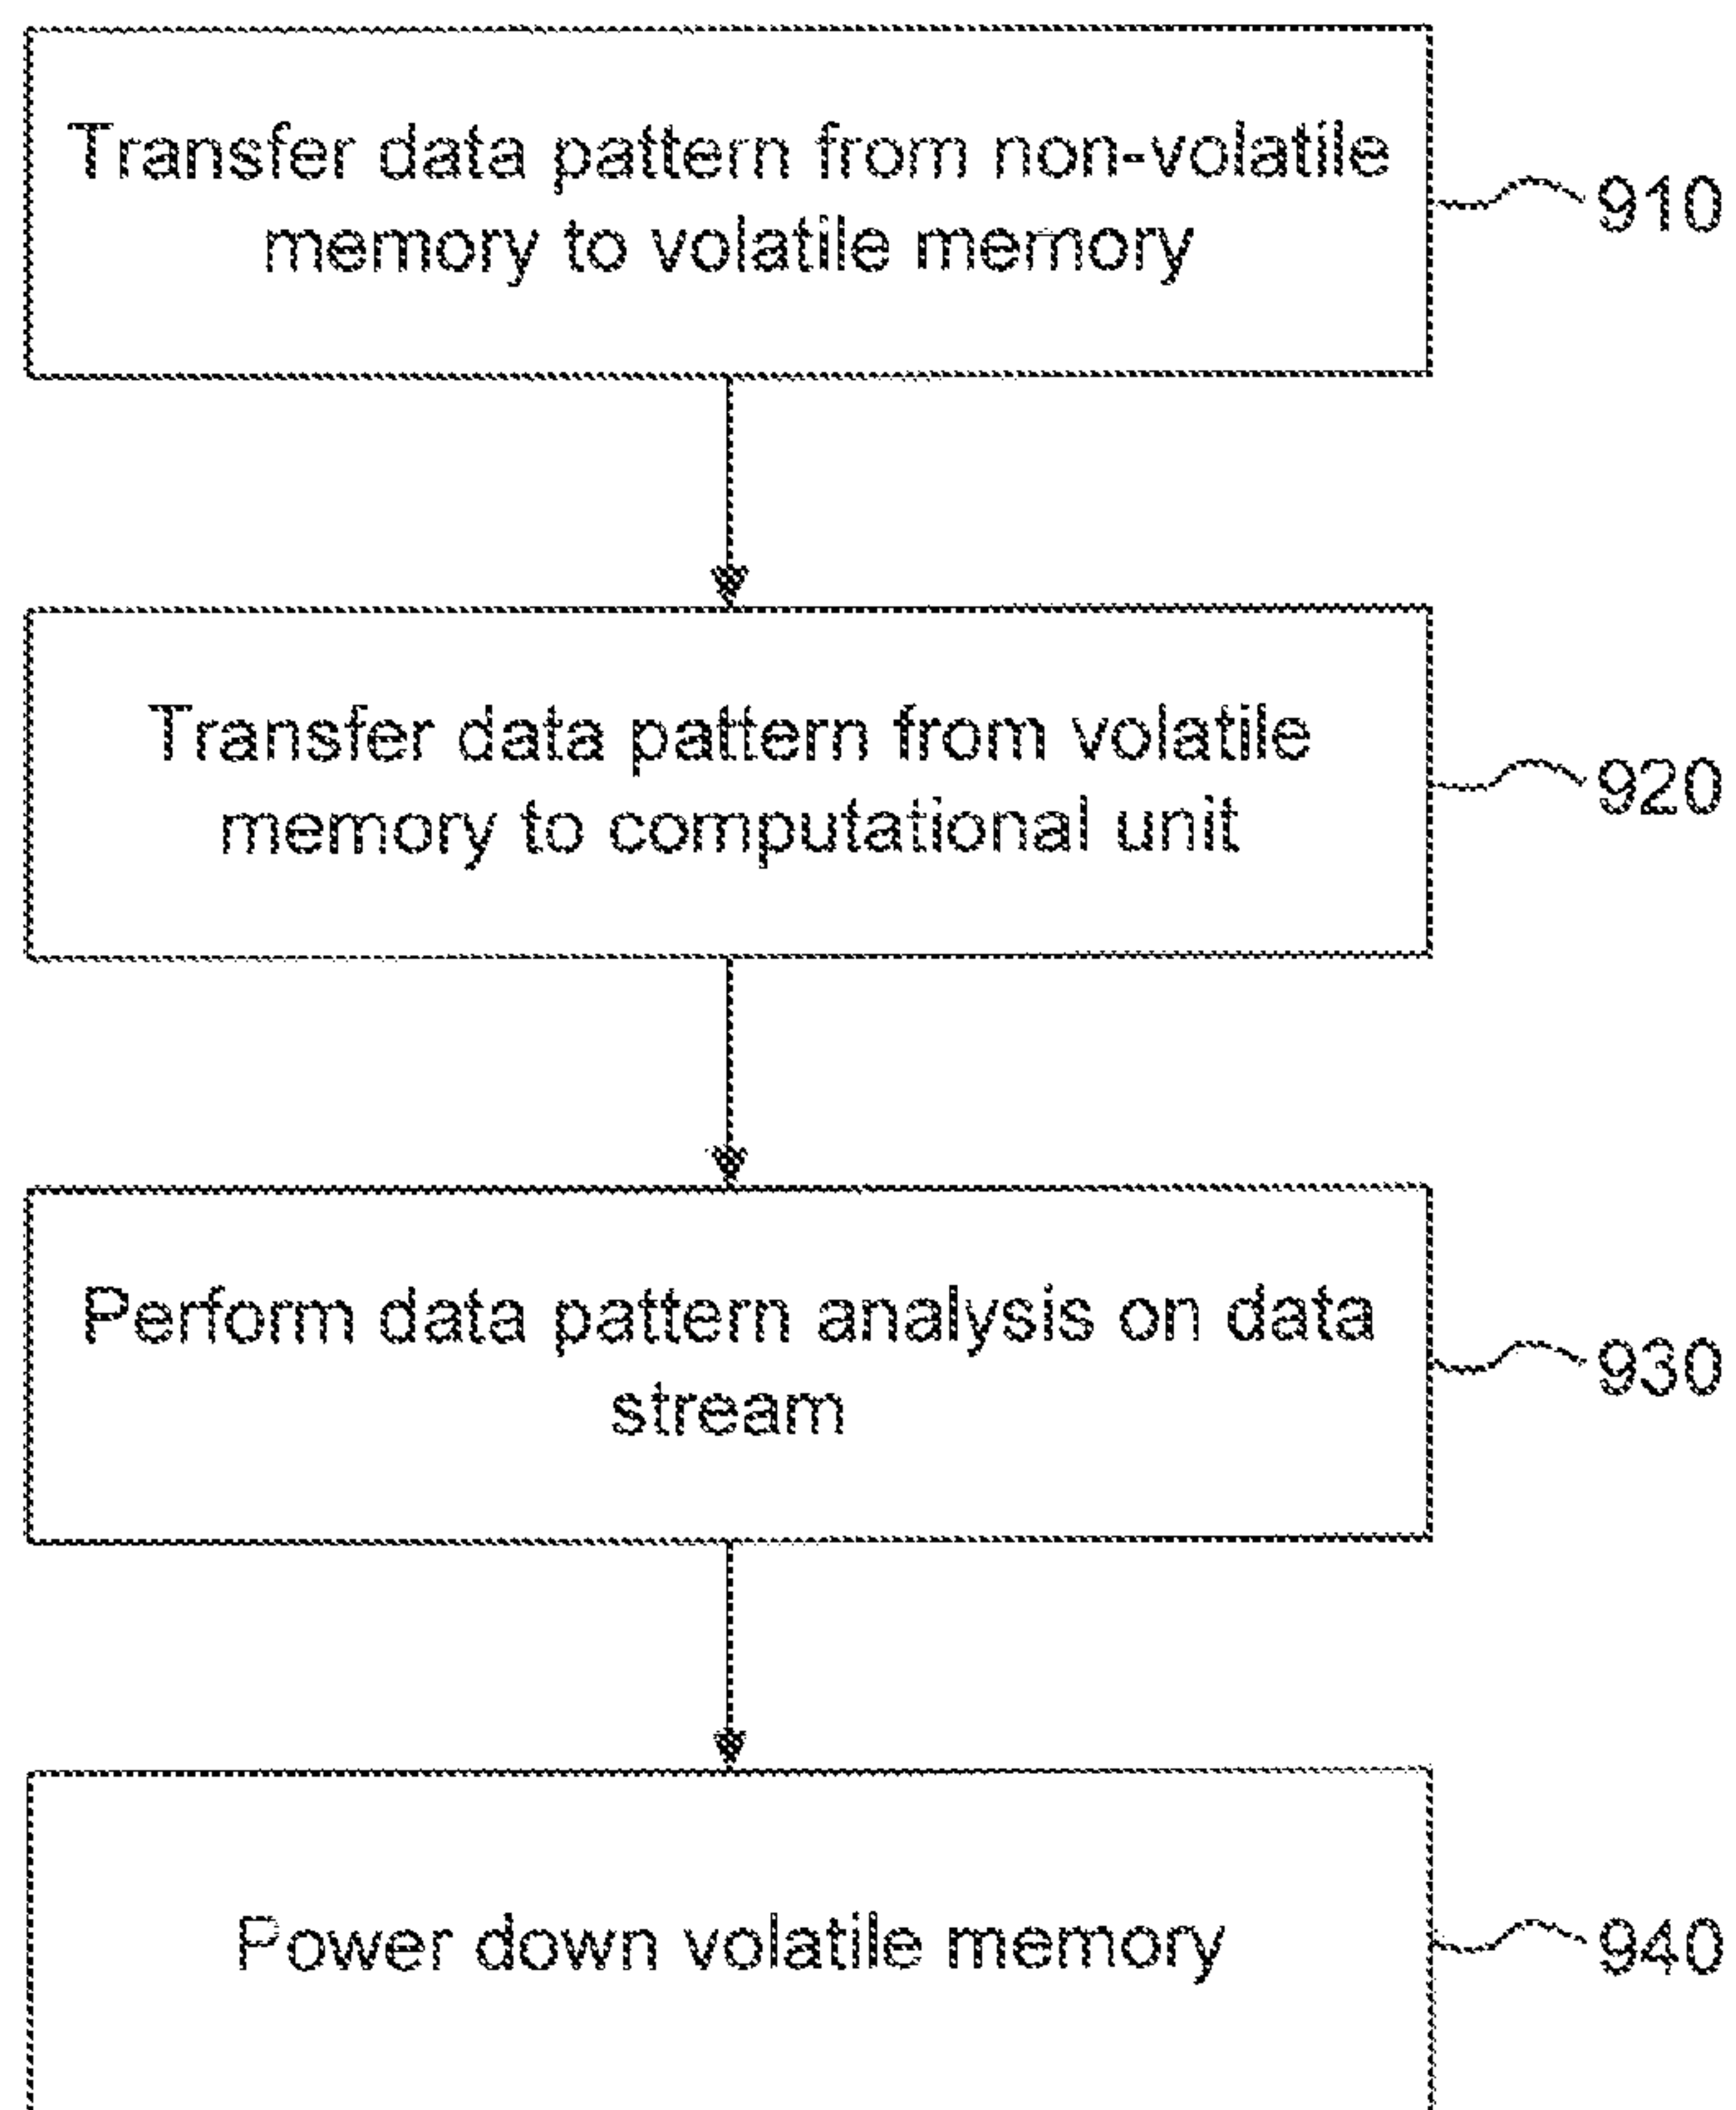 Transfer data pattern from non-volatile
memory to volatile memory
910
Transfer data pattern from volatile
memory to computational unit
920
Perform data pattern analysis on data
stream
930
Power down volatile memory
940